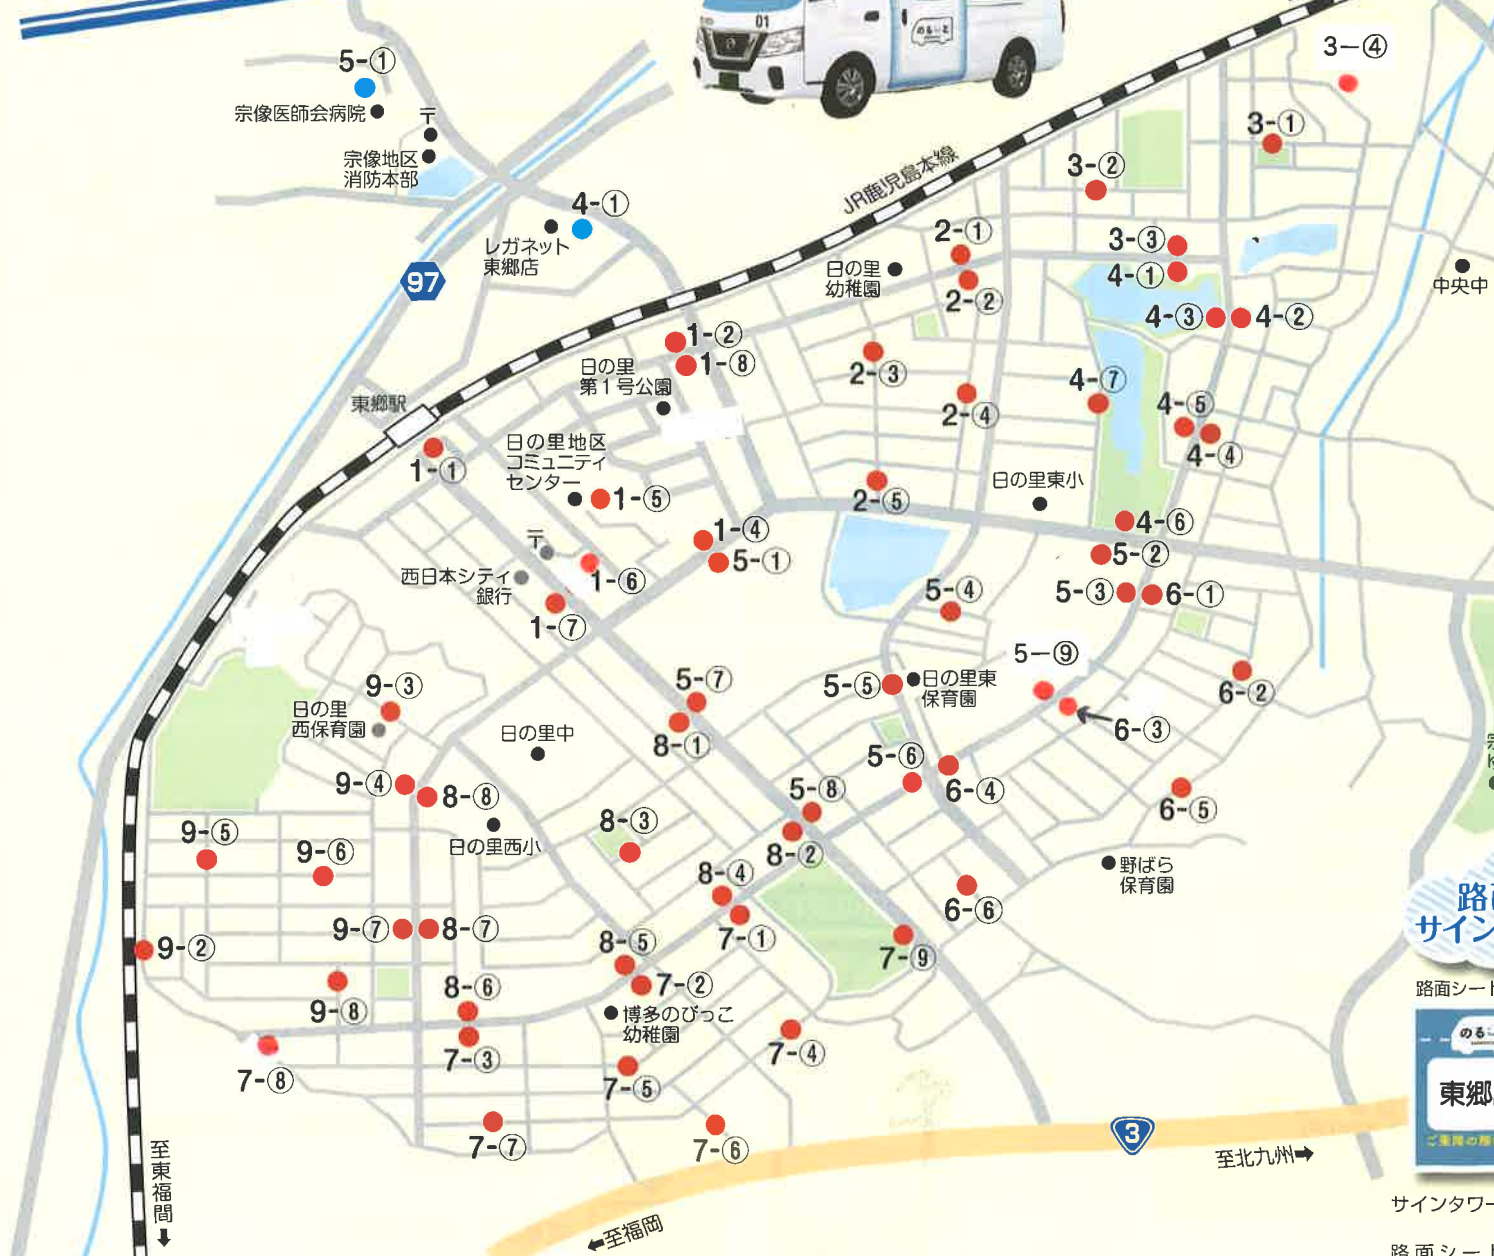 01
のるーと
5-①
宗像医師会病院
〒
宗像地区
消防本部
4-①
レガネット
東郷店
97
JR鹿児島本線
3-④
3-①
3-②
3-③
4-①
4-③
4-②
中央中
2-①
日の里
幼稚園
2-②
1-②
1-⑧
日の里
第1号公園
2-③
2-④
4-⑦
4-⑤
4-④
東郷駅
1-①
日の里地区
コミュニティ
センター
1-⑤
2-⑤
日の里東小
4-⑥
1-④
5-①
5-②
〒
西日本シティ
銀行
1-⑥
1-⑦
5-④
5-③
6-①
5-⑨
6-②
6-③
5-⑤
日の里東
保育園
5-⑦
8-①
9-③
日の里
西保育園
日の里中
9-④
8-⑧
5-⑥
6-④
6-⑤
5-⑧
8-②
9-⑤
9-⑥
日の里西小
8-③
8-④
7-①
野ばら
保育園
6-⑥
7-⑨
9-⑦
8-⑦
9-②
8-⑤
7-②
9-⑧
8-⑥
7-③
博多のびっこ
幼稚園
7-④
7-⑧
7-⑤
7-⑦
7-⑥
3
至北九州➡
⬅至福岡
至東福間⬇
路面
サイン
路面シート
のるー
東郷
サインタワー
路面シート